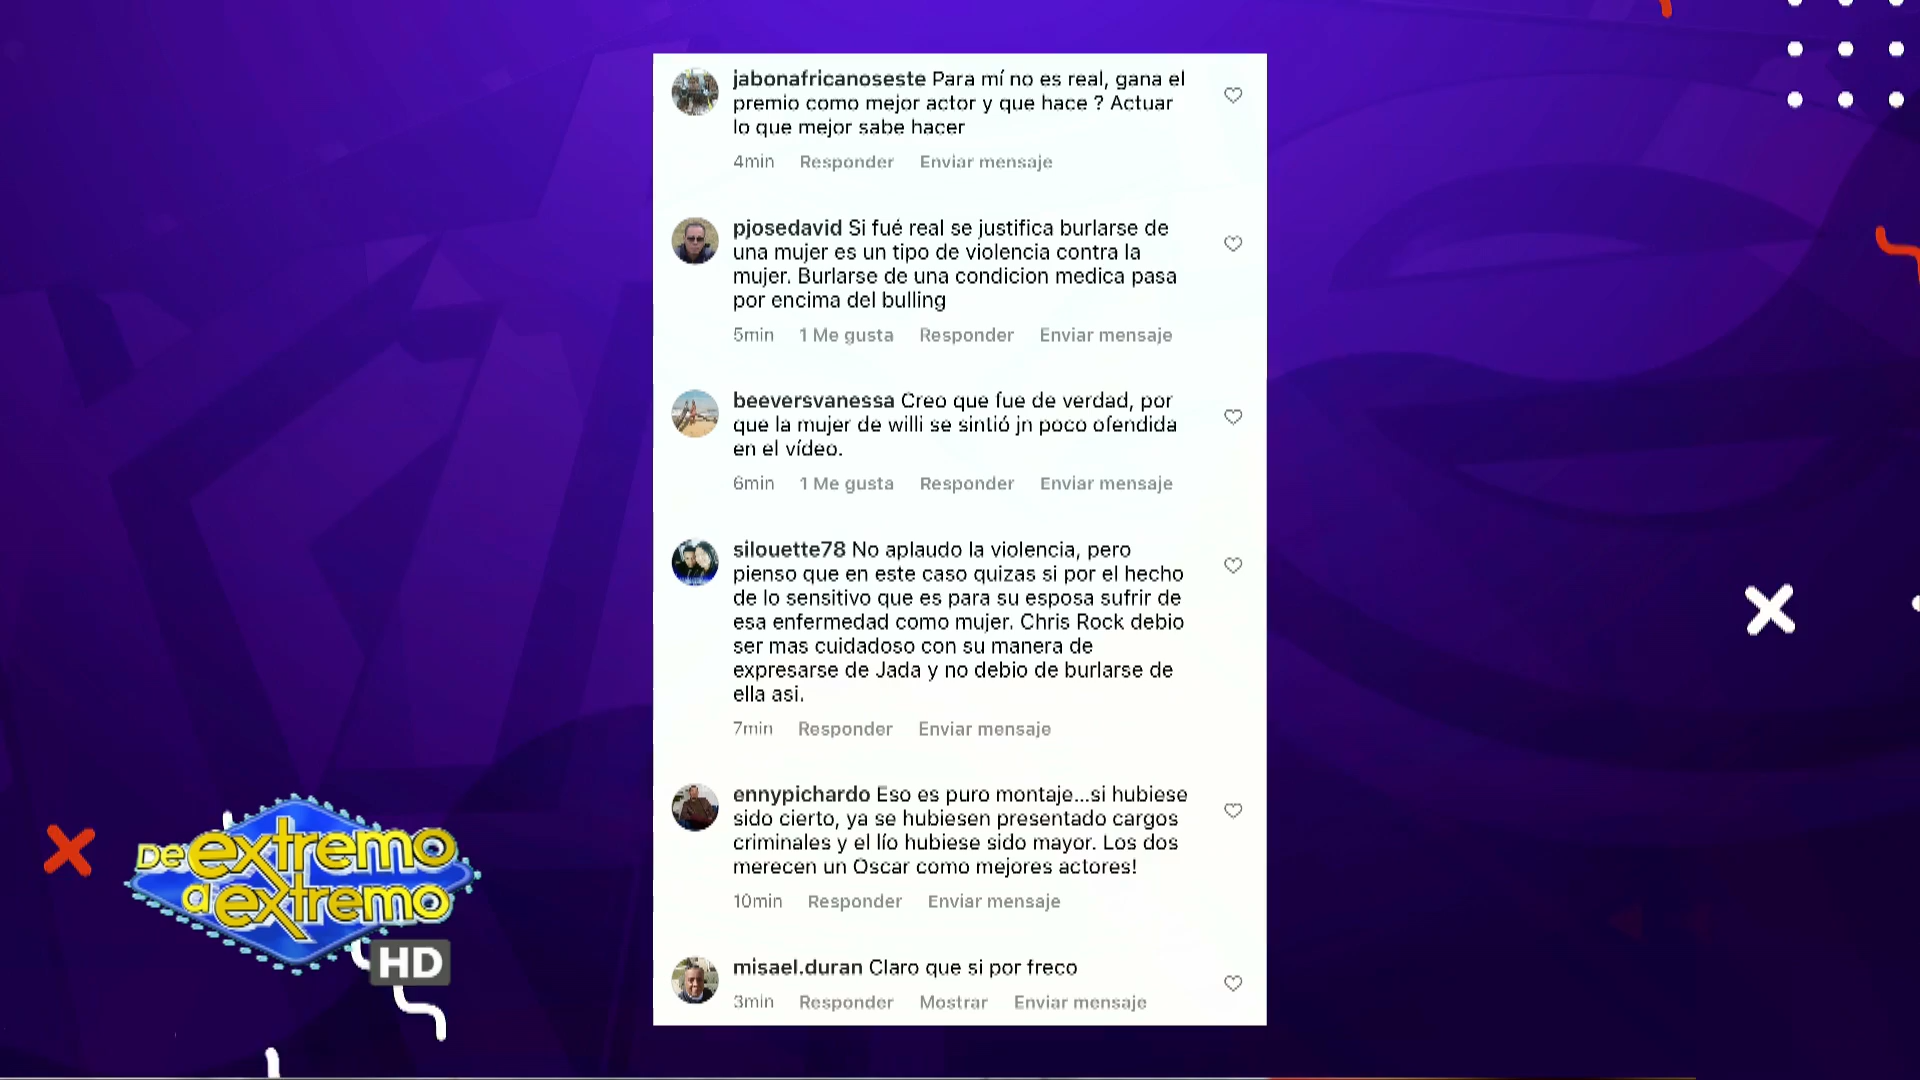 jabonafricanoseste Para mí no es real, gana el
premio como mejor actor y que hace ? Actuar
lo que mejor sabe hacer
4min Responder Enviar mensaje
pjosedavid Si fué real se justifica burlarse de
una mujer es un tipo de violencia contra la
mujer. Burlarse de una condicion medica pasa
por encima del bulling
5min 1 Me gusta Responder Enviar mensaje
beeversvanessa Creo que fue de verdad, por
que la mujer de willi se sintió jn poco ofendida
en el vídeo.
6min 1 Me gusta Responder Enviar mensaje
silouette78 No aplaudo la violencia, pero
pienso que en este caso quizas si por el hecho
de lo sensitivo que es para su esposa sufrir de
esa enfermedad como mujer. Chris Rock debio
ser mas cuidadoso con su manera de
expresarse de Jada y no debio de burlarse de
ella asi.
7min Responder Enviar mensaje
ennypichardo Eso es puro montaje...si hubiese
sido cierto, ya se hubiesen presentado cargos
criminales y el lío hubiese sido mayor. Los dos
merecen un Oscar como mejores actores!
10min Responder Enviar mensaje
misael.duran Claro que si por freco
3min Responder Mostrar Enviar mensaje
De extremo
a extremo
HD